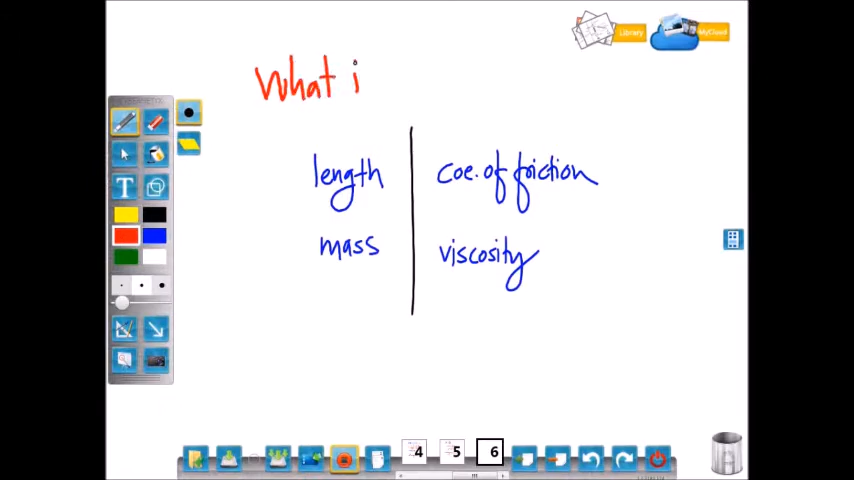 Library
MyCloud
What i
length coe. of friction
mass viscosity
T
4 5 6